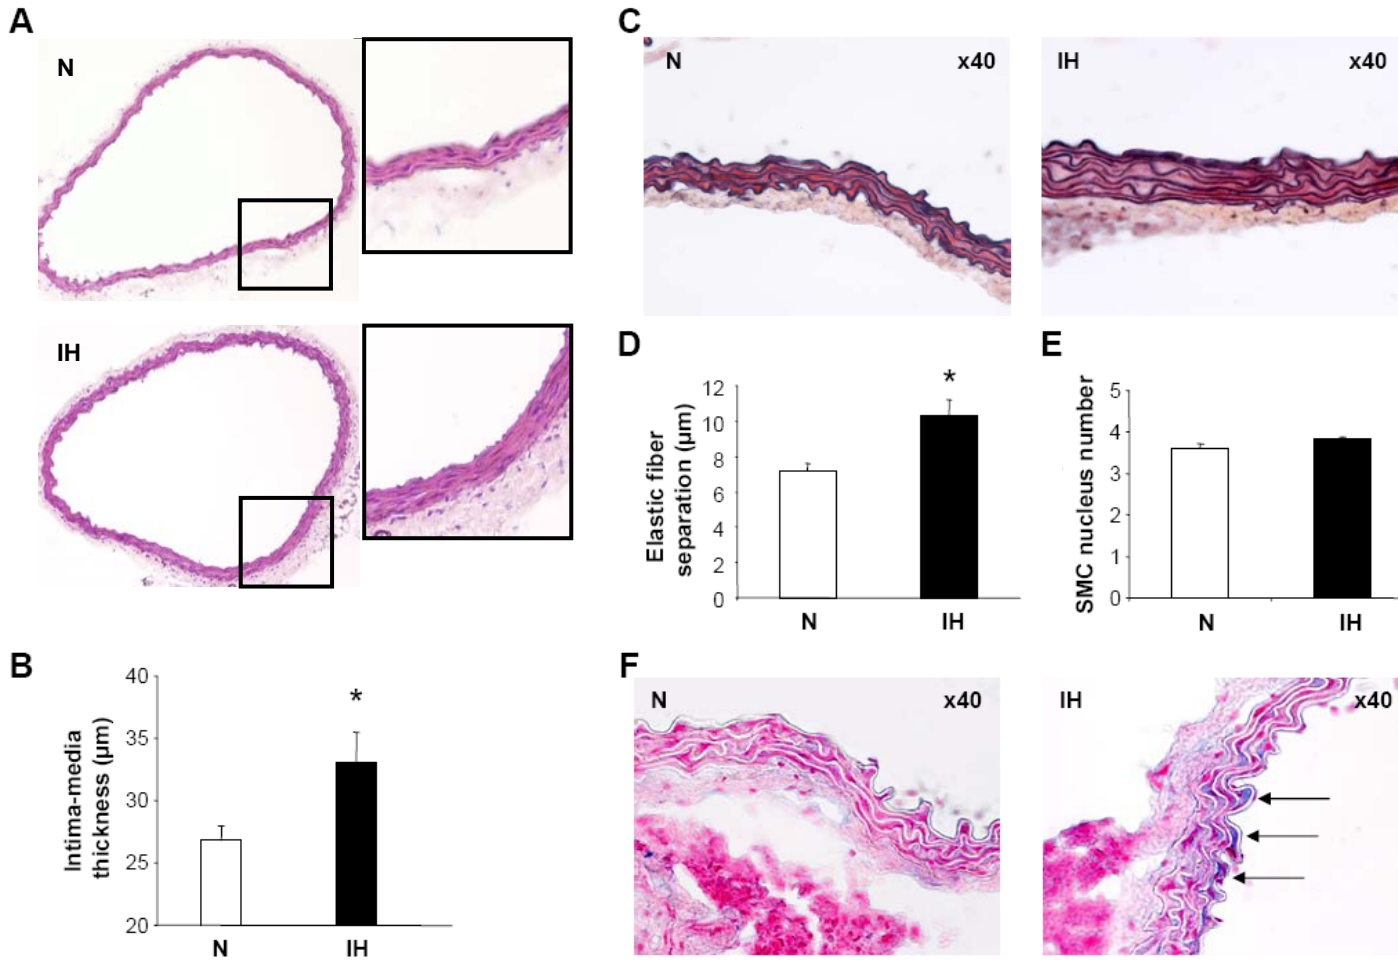 A
N
IH
B
Intima-media
thickness (µm)
40
35
30
25
20
*
N
IH
C
N
x40
IH
x40
D
Elastic fiber
separation (µm)
12
10
8
6
4
2
0
*
N
IH
E
SMC nucleus number
5
4
3
2
1
0
N
IH
F
N
x40
IH
x40